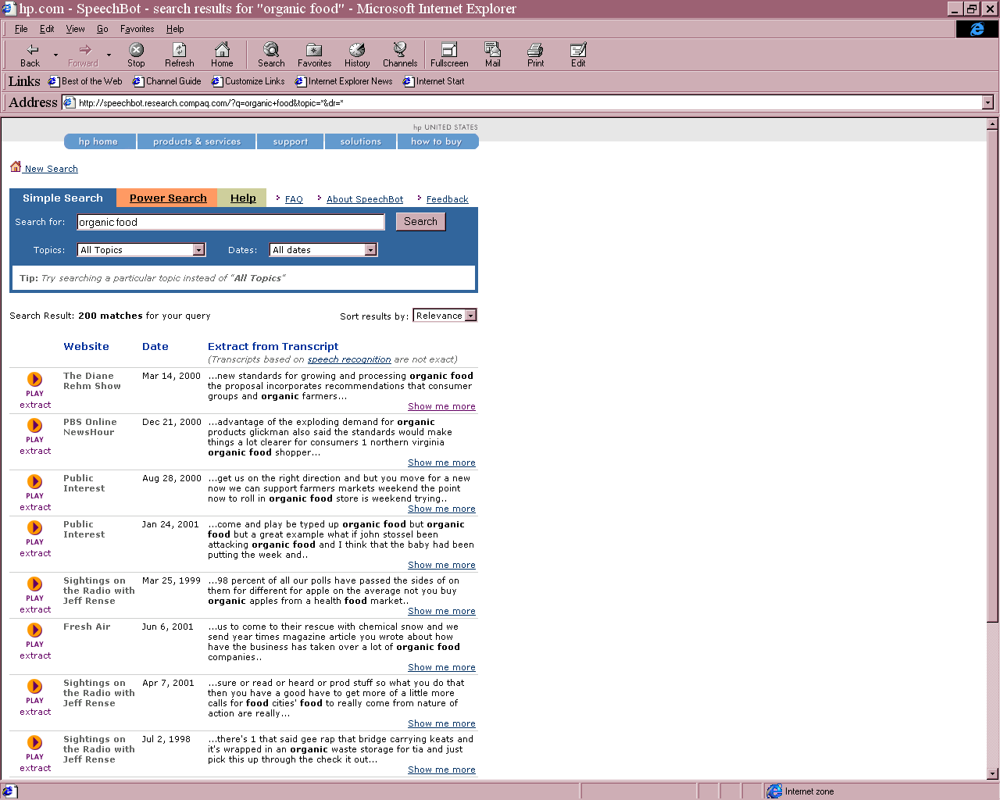 hp.com - SpeechBot - search results for "organic food" - Microsoft Internet Explorer
File Edit View Go Favorites Help
Back Forward Stop Refresh Home Search Favorites History Channels Fullscreen Mail Print Edit
Links Best of the Web Channel Guide Customize Links Internet Explorer News Internet Start
Address http://speechbot.research.compaq.com/?q=organic+food&topic=*&dr=*
hp UNITED STATES
hp home products & services support solutions how to buy
New Search
Simple Search Power Search Help FAQ About SpeechBot Feedback
Search for: organic food Search
Topics: All Topics Dates: All dates
Tip: Try searching a particular topic instead of "All Topics"
Search Result: 200 matches for your query Sort results by: Relevance
Website Date Extract from Transcript
(Transcripts based on speech recognition are not exact)
PLAY
extract
The Diane
Rehm Show
Mar 14, 2000
...new standards for growing and processing organic food
the proposal incorporates recommendations that consumer
groups and organic farmers...
Show me more
PLAY
extract
PBS Online
NewsHour
Dec 21, 2000
...advantage of the exploding demand for organic
products glickman also said the standards would make
things a lot clearer for consumers 1 northern virginia
organic food shopper...
Show me more
PLAY
extract
Public
Interest
Aug 28, 2000
...get us on the right direction and but you move for a new
now we can support farmers markets weekend the point
now to roll in organic food store is weekend trying..
Show me more
PLAY
extract
Public
Interest
Jan 24, 2001
...come and play be typed up organic food but organic
food but a great example what if john stossel been
attacking organic food and I think that the baby had been
putting the week and..
Show me more
PLAY
extract
Sightings on
the Radio with
Jeff Rense
Mar 25, 1999
...98 percent of all our polls have passed the sides of on
them for different for apple on the average not you buy
organic apples from a health food market..
Show me more
PLAY
extract
Fresh Air
Jun 6, 2001
...us to come to their rescue with chemical snow and we
send year times magazine article you wrote about how
have the business has taken over a lot of organic food
companies..
Show me more
PLAY
extract
Sightings on
the Radio with
Jeff Rense
Apr 7, 2001
...sure or read or heard or prod stuff so what you do that
then you have a good have to get more of a little more
calls for food cities' food to really come from nature of
action are really...
Show me more
PLAY
extract
Sightings on
the Radio with
Jeff Rense
Jul 2, 1998
...there's 1 that said gee rap that bridge carrying keats and
it's wrapped in an organic waste storage for tia and just
pick this up through the check it out...
Show me more
Internet zone